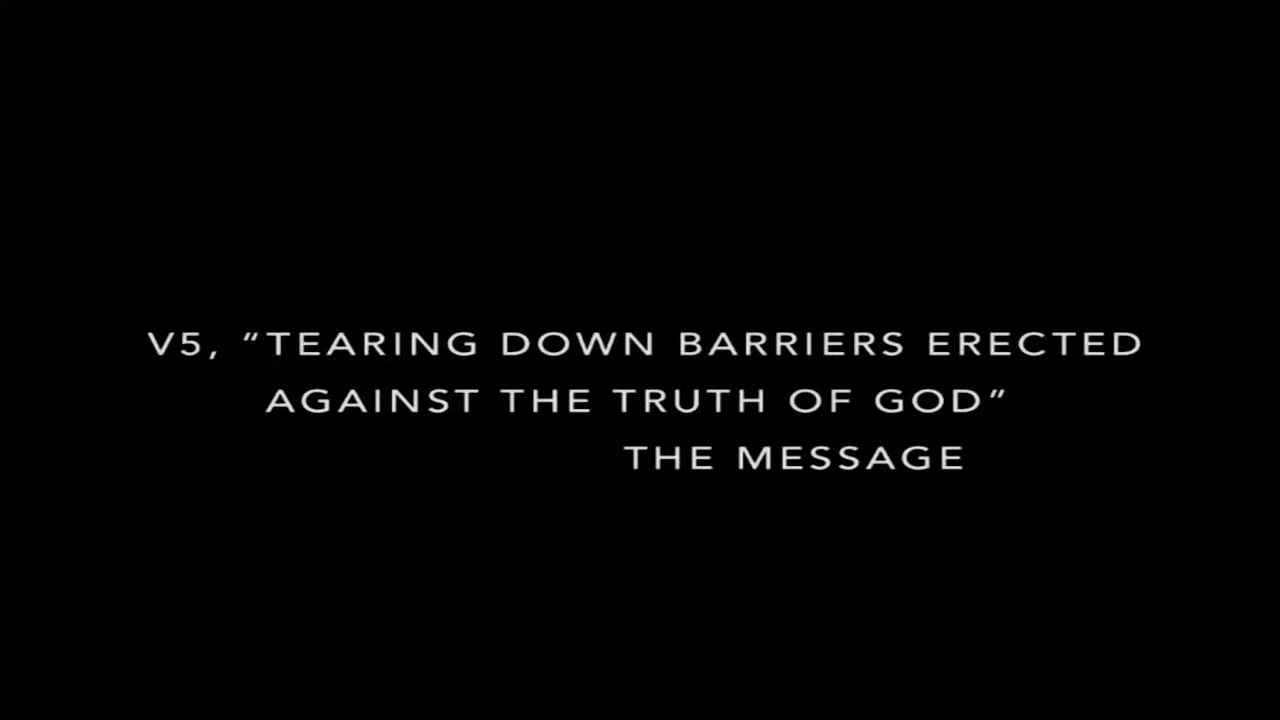 V5, “TEARING DOWN BARRIERS ERECTED
AGAINST THE TRUTH OF GOD”
THE MESSAGE